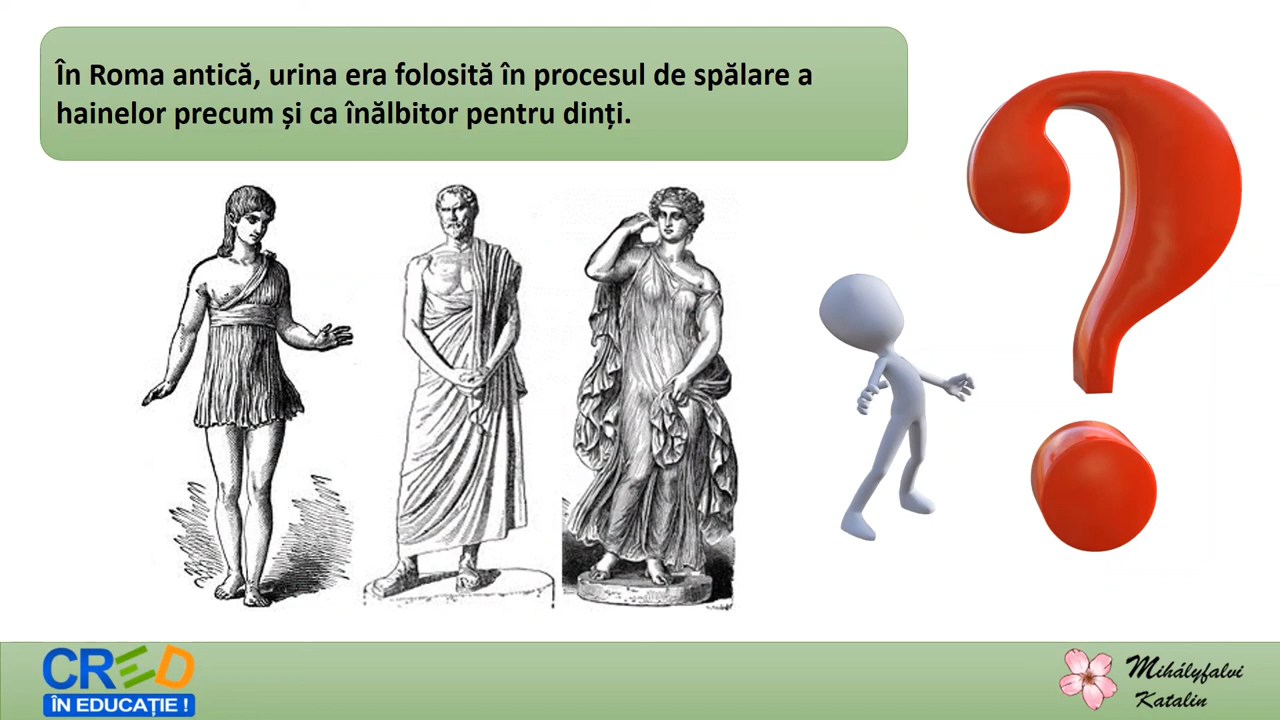 În Roma antică, urina era folosită în procesul de spălare a
hainelor precum și ca înălbitor pentru dinți.
CRED
ÎN EDUCAȚIE !
Mihályfalvi
Katalin